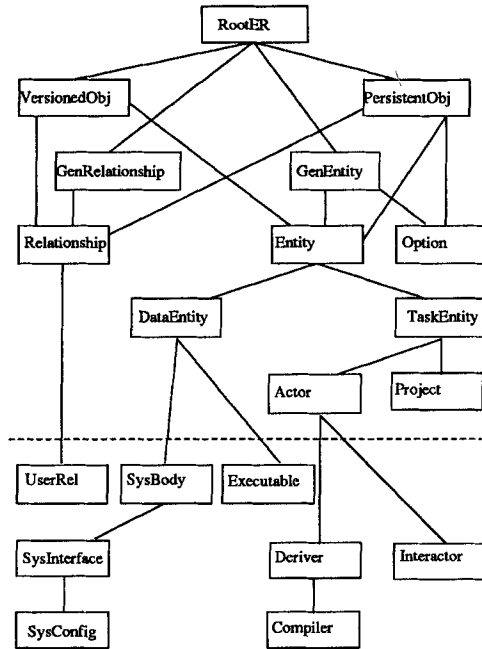 RootER
VersionedObj
PersistentObj
GenRelationship
GenEntity
Relationship
Entity
Option
DataEntity
TaskEntity
Actor
Project
UserRel
SysBody
Executable
SysInterface
Deriver
Interactor
SysConfig
Compiler